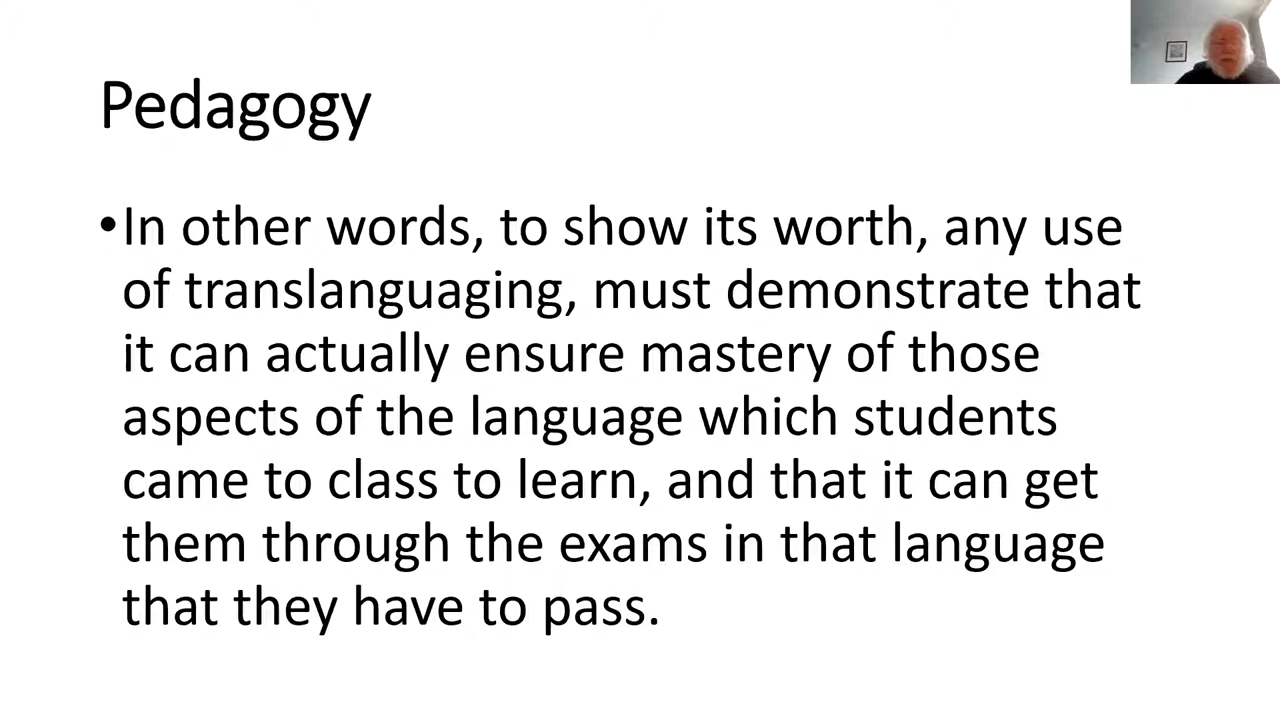 Pedagogy
•In other words, to show its worth, any use
of translanguaging, must demonstrate that
it can actually ensure mastery of those
aspects of the language which students
came to class to learn, and that it can get
them through the exams in that language
that they have to pass.